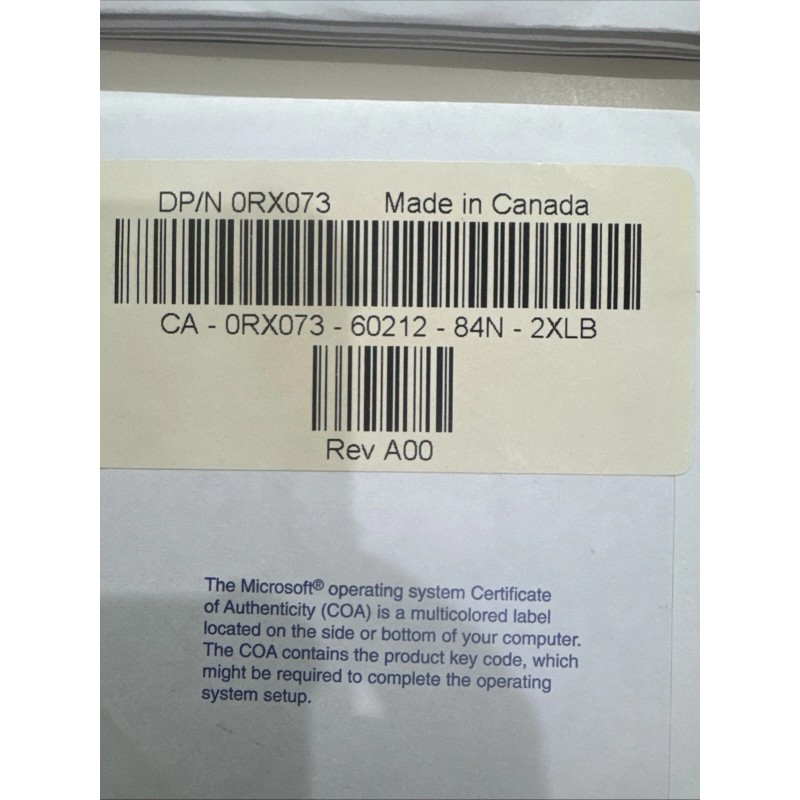 DP/N 0RX073 Made in Canada
CA - 0RX073 - 60212 - 84N - 2XLB
Rev A00
The Microsoft® operating system Certificate
of Authenticity (COA) is a multicolored label
located on the side or bottom of your computer.
The COA contains the product key code, which
might be required to complete the operating
system setup.